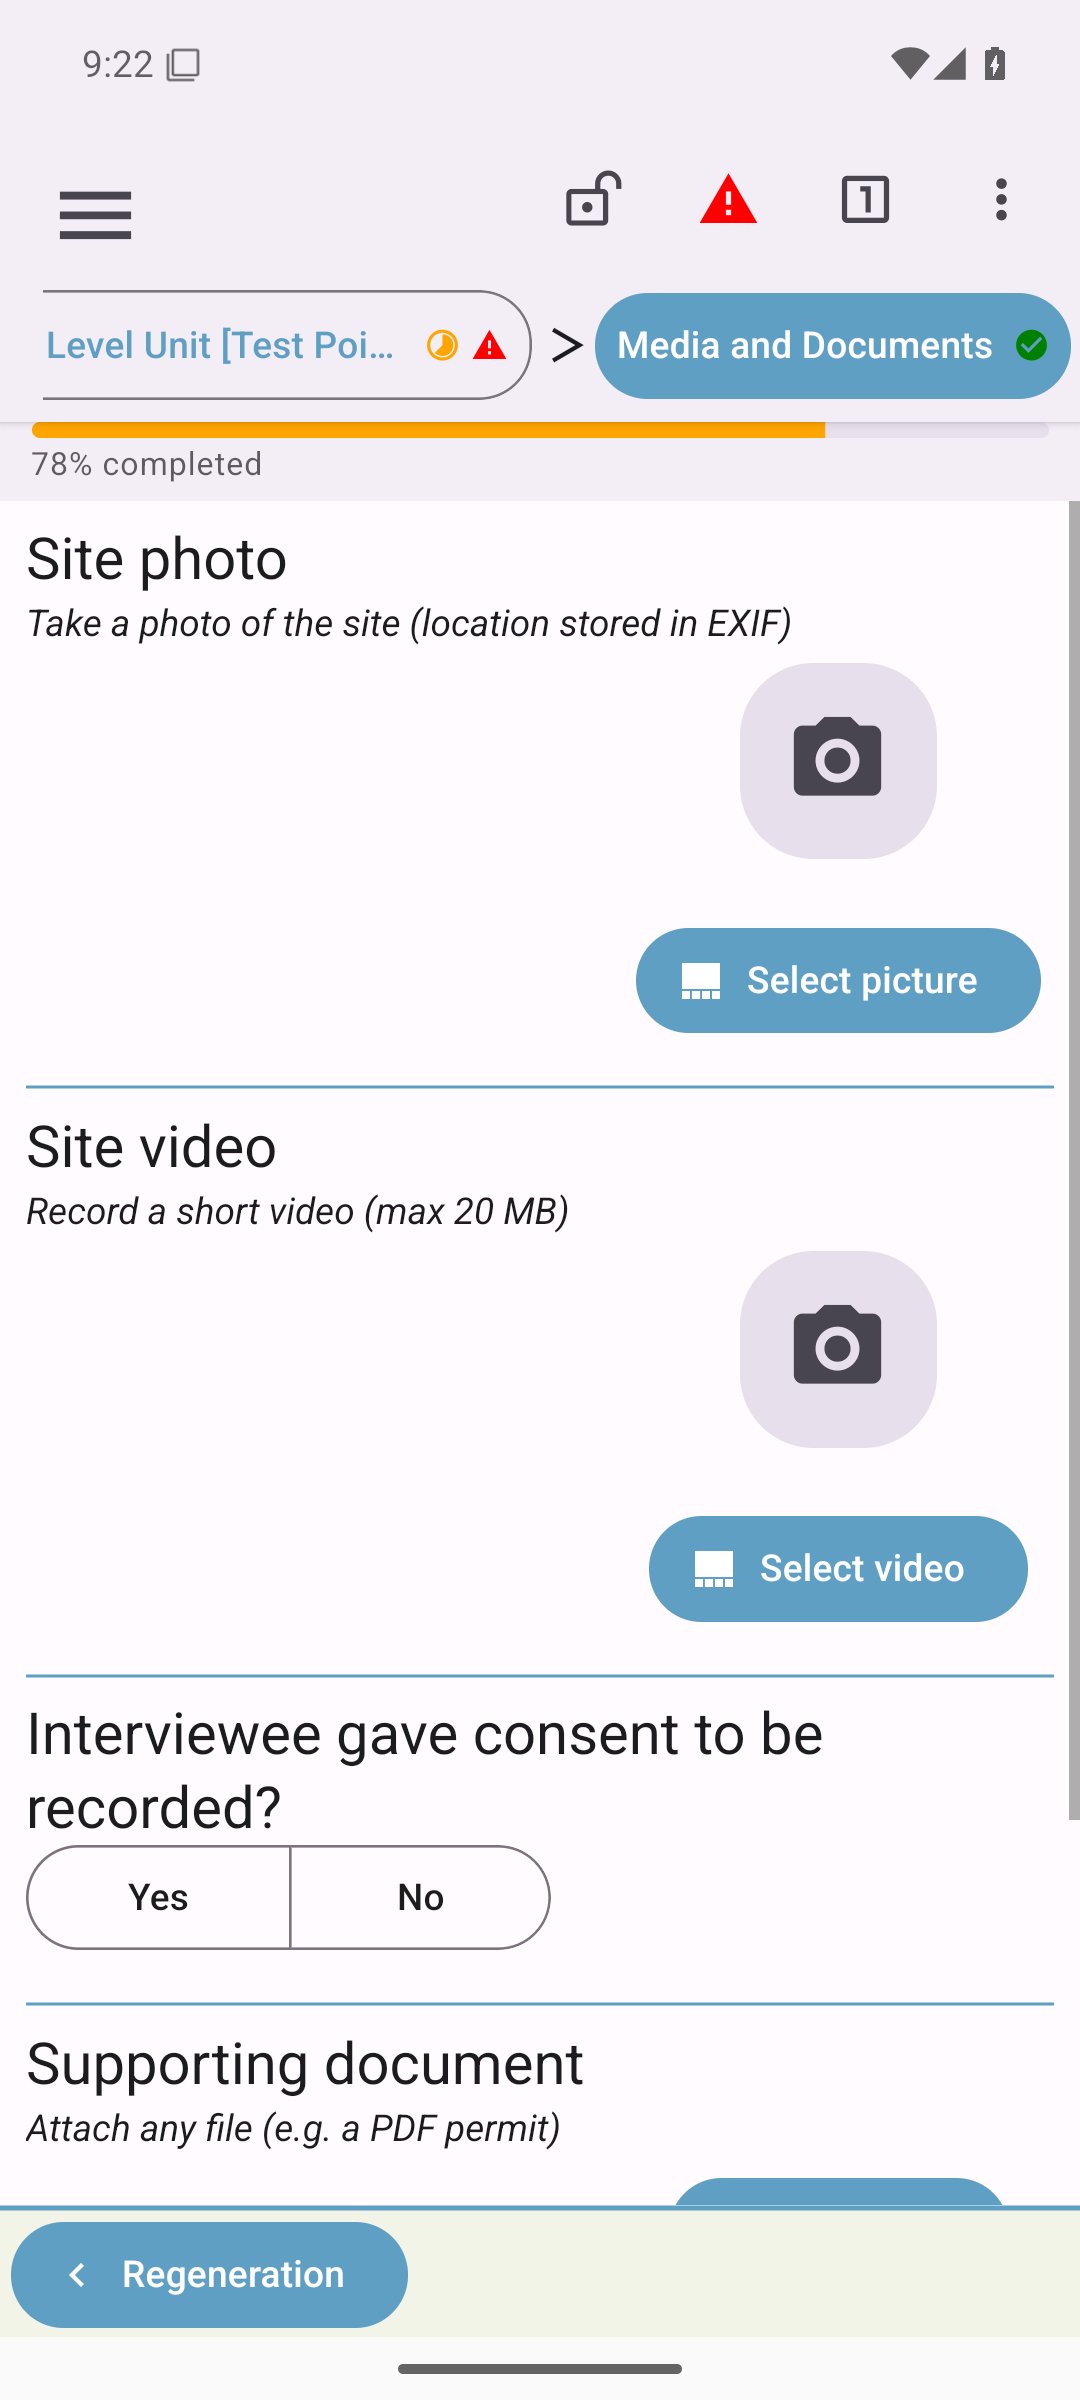 9:22
1
Level Unit [Test Poi...
>
Media and Documents
78% completed
Site photo
Take a photo of the site (location stored in EXIF)
Select picture
Site video
Record a short video (max 20 MB)
Select video
Interviewee gave consent to be
recorded?
Yes
No
Supporting document
Attach any file (e.g. a PDF permit)
Regeneration